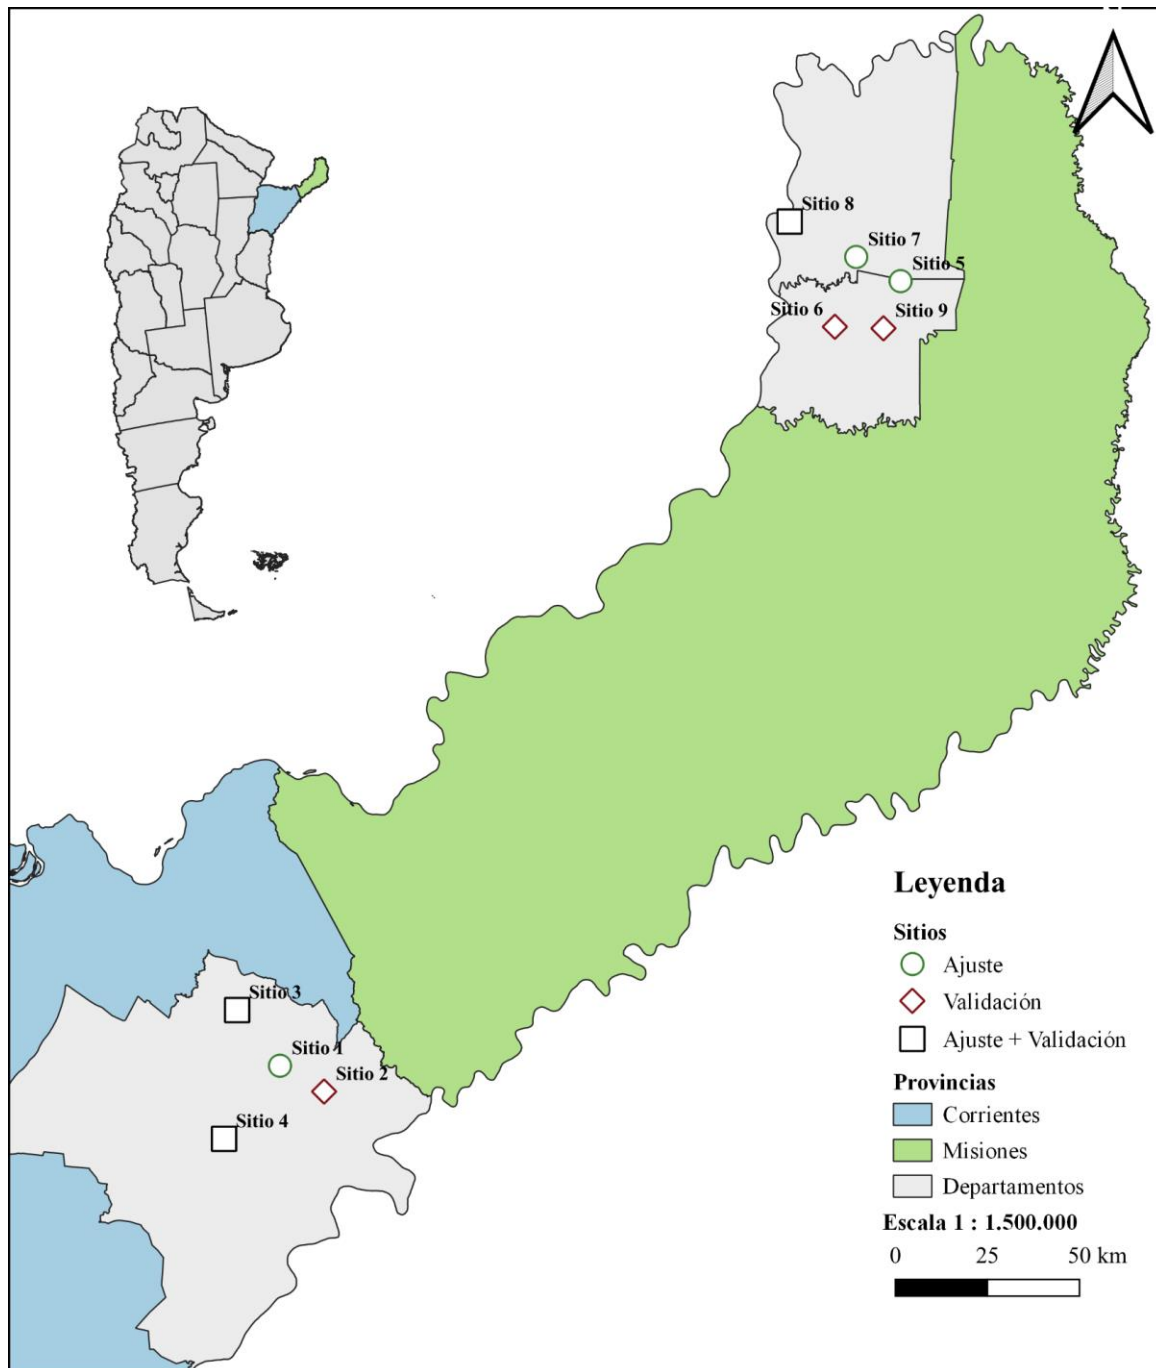 Sitio 8
Sitio 7
Sitio 5
Sitio 6
Sitio 9
Sitio 3
Sitio 1
Sitio 2
Sitio 4
Leyenda
Sitios
Ajuste
Validación
Ajuste + Validación
Provincias
Corrientes
Misiones
Departamentos
Escala 1 : 1.500.000
0 25 50 km